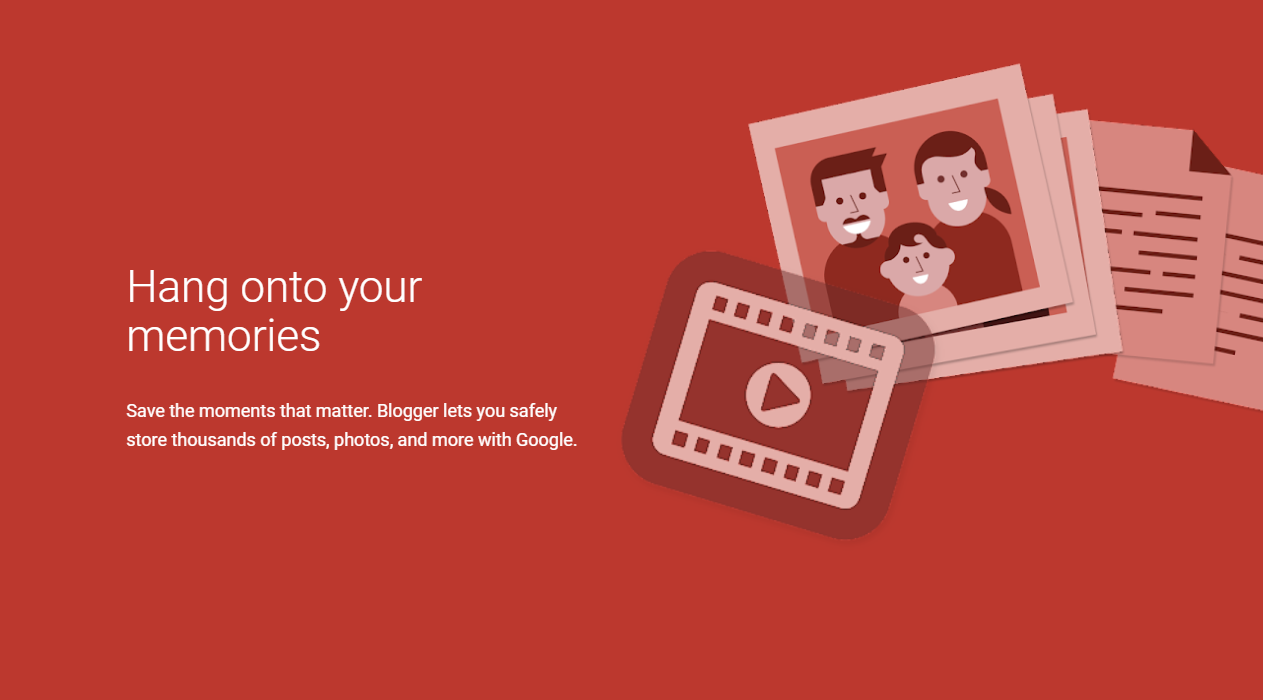 Hang onto your
memories
Save the moments that matter. Blogger lets you safely
store thousands of posts, photos, and more with Google.